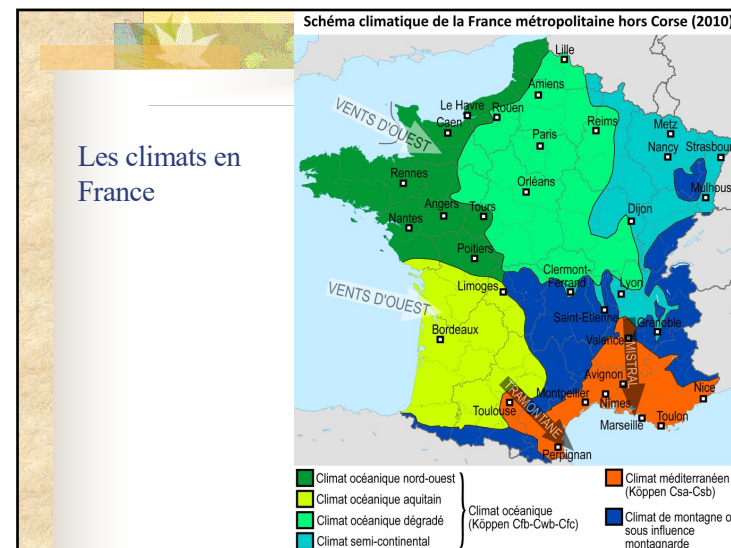 Schéma climatique de la France métropolitaine hors Corse (2010)
Les climats en
France
VENTS D'OUEST
VENTS D'OUEST
Lille
Amiens
Le Havre
Rouen
Caen
Reims
Metz
Paris
Nancy
Strasbour
Rennes
Orléans
Mulhous
Angers
Tours
Nantes
Dijon
Poitiers
Limoges
Clermont-
Ferrand
Lyon
Saint-Etienne
Grenoble
Bordeaux
Valence
MISTRAL
Avignon
Nice
TRAMONTANE
Montpellier
Nîmes
Toulouse
Marseille
Toulon
Perpignan
Climat océanique nord-ouest
Climat océanique aquitain
Climat océanique dégradé
Climat semi-continental
Climat océanique
(Köppen Cfb-Cwb-Cfc)
Climat méditerranéen
(Köppen Csa-Csb)
Climat de montagne o
sous influence
montagnarde